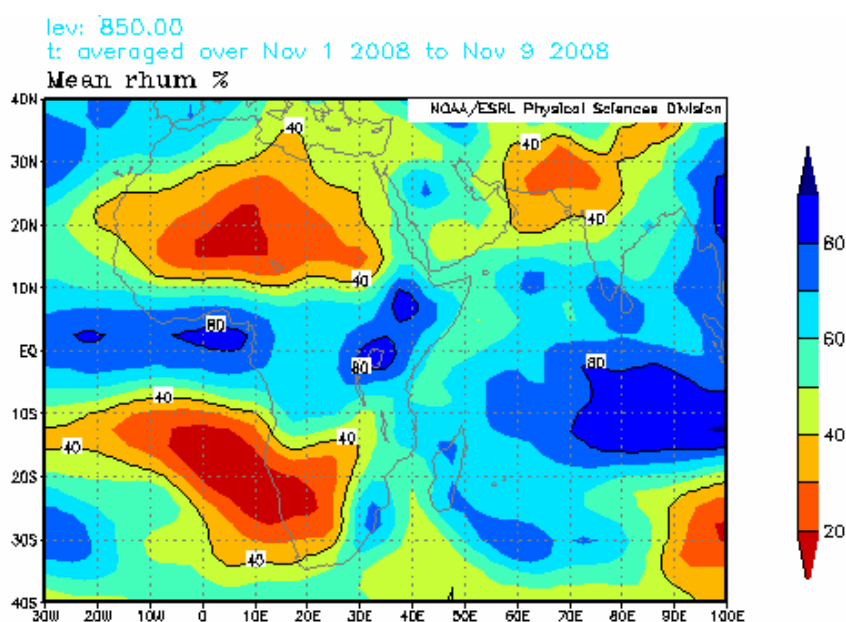 lev: 850.00
t: averaged over Nov 1 2008 to Nov 9 2008
Mean rhum %
NOAA/ESRL Physical Sciences Division
40N
30N
20N
10N
EQ
10S
20S
30S
40S
30W 20W 10W 0 10E 20E 30E 40E 50E 60E 70E 80E 90E 100E
40
40
40
40
40
80
80
80
40
40
40
40
80
60
40
20